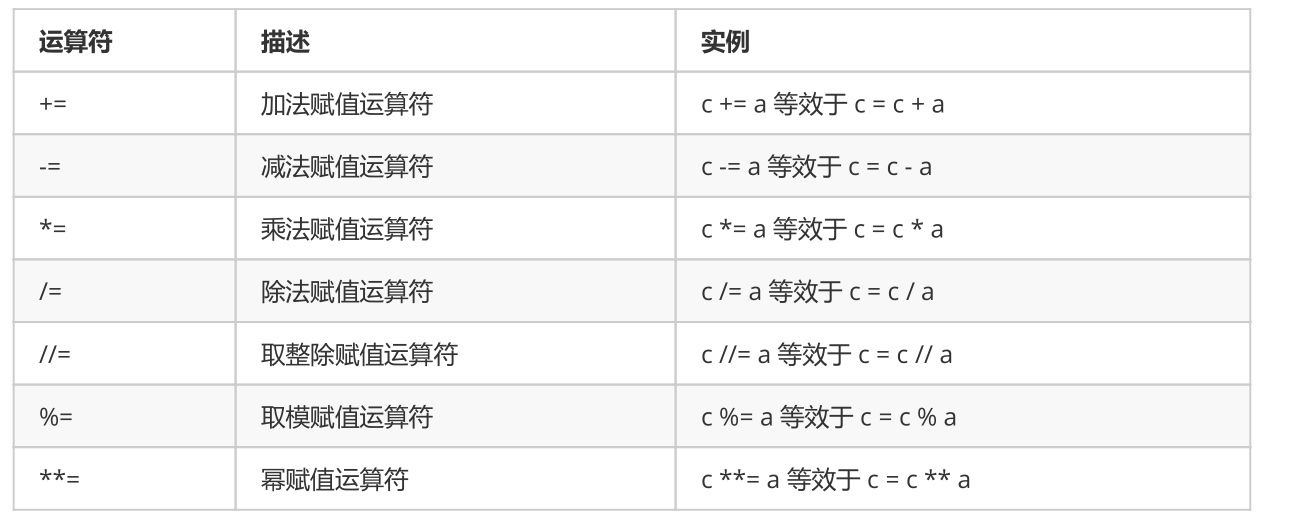 运算符 描述 实例
+= 加法赋值运算符 c += a 等效于 c = c + a
-= 减法赋值运算符 c -= a 等效于 c = c - a
*= 乘法赋值运算符 c *= a 等效于 c = c * a
/= 除法赋值运算符 c /= a 等效于 c = c / a
//= 取整除赋值运算符 c //= a 等效于 c = c // a
%= 取模赋值运算符 c %= a 等效于 c = c % a
**= 幂赋值运算符 c **= a 等效于 c = c ** a